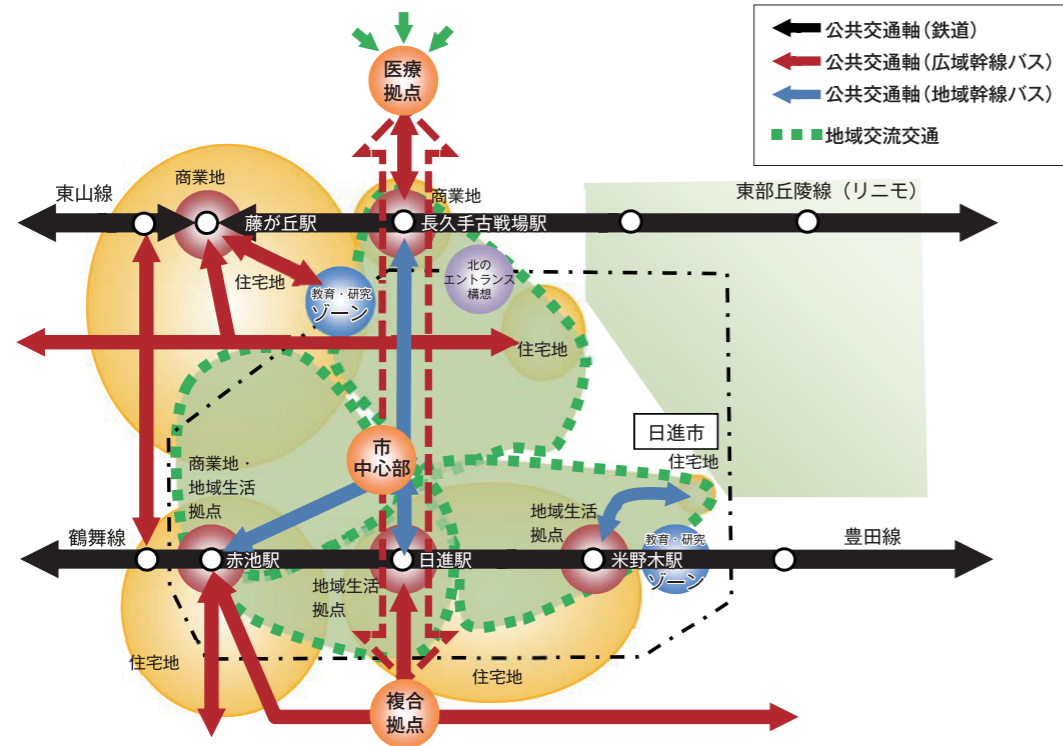 公共交通軸（鉄道）
公共交通軸（広域幹線バス）
公共交通軸（地域幹線バス）
地域交流交通
医療
拠点
商業地
商業地
東山線
東部丘陵線（リニモ）
藤が丘駅
長久手古戦場駅
住宅地
北の
エントランス
構想
教育・研究
ゾーン
住宅地
日進市
住宅地
市
中心部
商業地・
地域生活
拠点
地域生活
拠点
鶴舞線
豊田線
赤池駅
日進駅
米野木駅
教育・研究
ゾーン
地域生活
拠点
住宅地
住宅地
複合
拠点